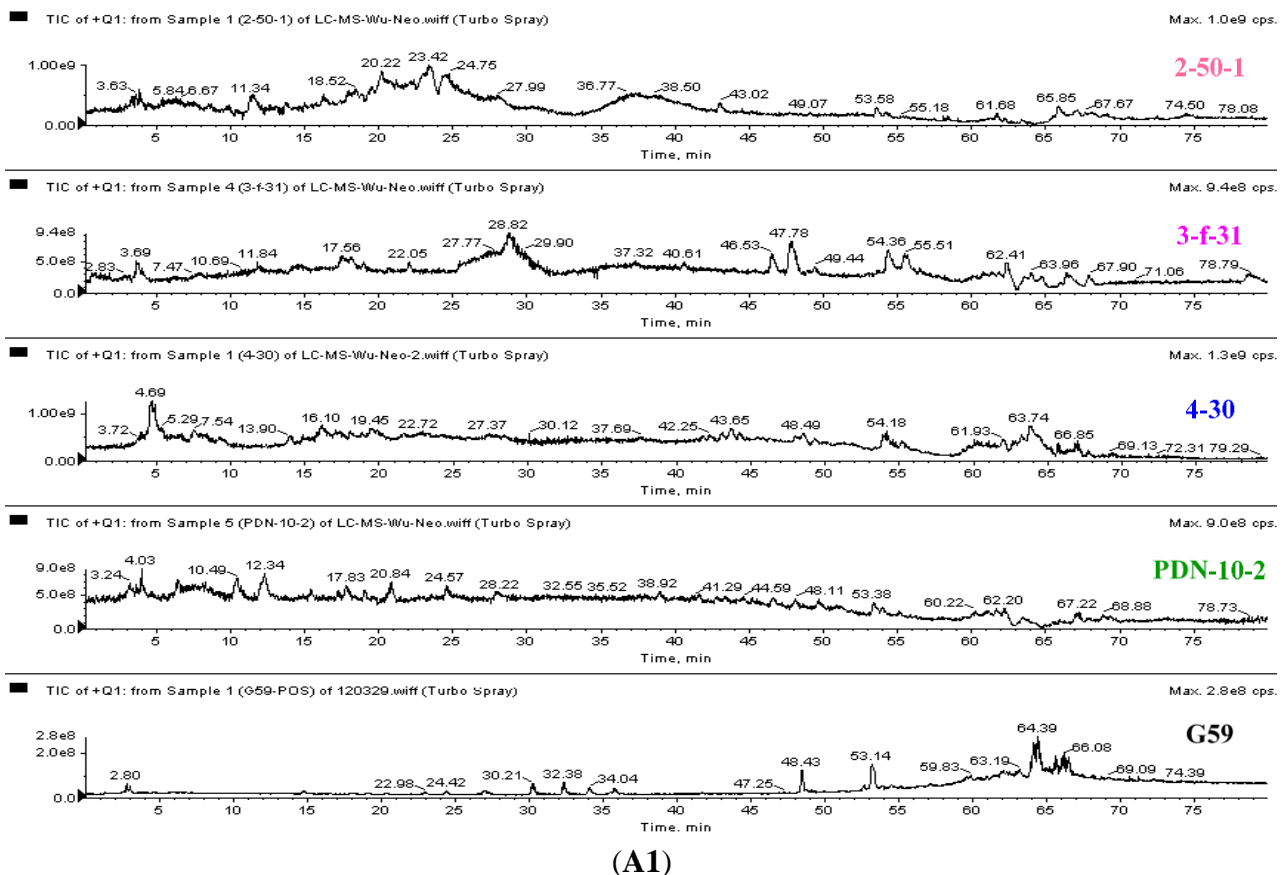 TIC of +Q1: from Sample 1 (2-50-1) of LC-MS-Wu-Neo.wiff (Turbo Spray) Max. 1.0e9 cps.
2-50-1
1.00e9
0.00
3.63 5.84 6.67 11.34 18.52 20.22 23.42 24.75 27.99 36.77 38.50 43.02 49.07 53.58 55.18 61.68 65.85 67.67 74.50 78.08
5 10 15 20 25 30 35 40 45 50 55 60 65 70 75
Time, min
TIC of +Q1: from Sample 4 (3-f-31) of LC-MS-Wu-Neo.wiff (Turbo Spray) Max. 9.4e8 cps.
3-f-31
9.4e8
5.0e8
0.0
2.83 3.69 7.47 10.69 11.84 17.56 22.05 27.77 28.82 29.90 37.32 40.61 46.53 47.78 49.44 54.36 55.51 62.41 63.96 67.90 71.06 78.79
5 10 15 20 25 30 35 40 45 50 55 60 65 70 75
Time, min
TIC of +Q1: from Sample 1 (4-30) of LC-MS-Wu-Neo-2.wiff (Turbo Spray) Max. 1.3e9 cps.
4-30
1.00e9
0.00
3.72 4.69 5.29 7.54 13.90 16.10 19.45 22.72 27.37 30.12 37.69 42.25 43.65 48.49 54.18 61.93 63.74 66.85 69.13 72.31 79.29
5 10 15 20 25 30 35 40 45 50 55 60 65 70 75
Time, min
TIC of +Q1: from Sample 5 (PDN-10-2) of LC-MS-Wu-Neo.wiff (Turbo Spray) Max. 9.0e8 cps.
PDN-10-2
9.0e8
5.0e8
0.0
3.24 4.03 10.49 12.34 17.83 20.84 24.57 28.22 32.55 35.52 38.92 41.29 44.59 48.11 53.38 60.22 62.20 67.22 68.88 78.73
5 10 15 20 25 30 35 40 45 50 55 60 65 70 75
Time, min
TIC of +Q1: from Sample 1 (G59-POS) of 120329.wiff (Turbo Spray) Max. 2.8e8 cps.
G59
2.8e8
2.0e8
0.0
2.80 22.98 24.42 30.21 32.38 34.04 47.25 48.43 53.14 59.83 63.19 64.39 66.08 69.09 74.39
5 10 15 20 25 30 35 40 45 50 55 60 65 70 75
Time, min
(A1)